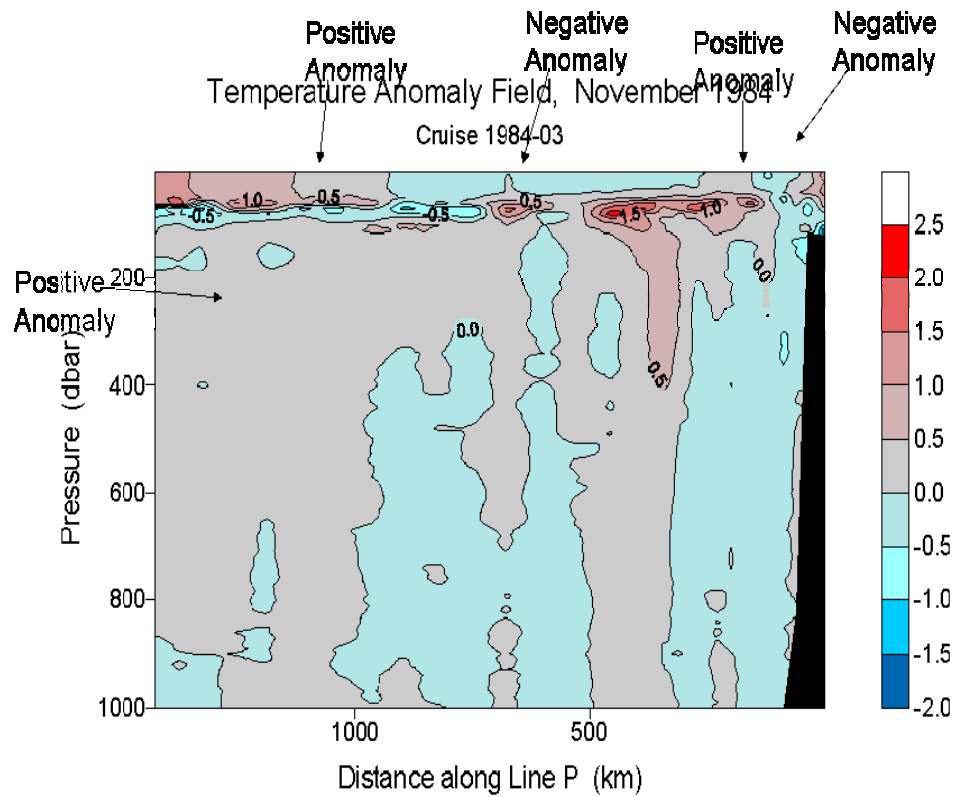 Positive
Anomaly
Negative
Anomaly
Positive
Anomaly
Negative
Anomaly
Temperature Anomaly Field, November 1984
Cruise 1984-03
Positive
Anomaly
Pressure (dbar)
200
400
600
800
1000
1.0
0.5
-0.5
-0.5
0.5
1.5
1.0
0.0
0.0
0.5
2.5
2.0
1.5
1.0
0.5
0.0
-0.5
-1.0
-1.5
-2.0
1000
500
Distance along Line P (km)